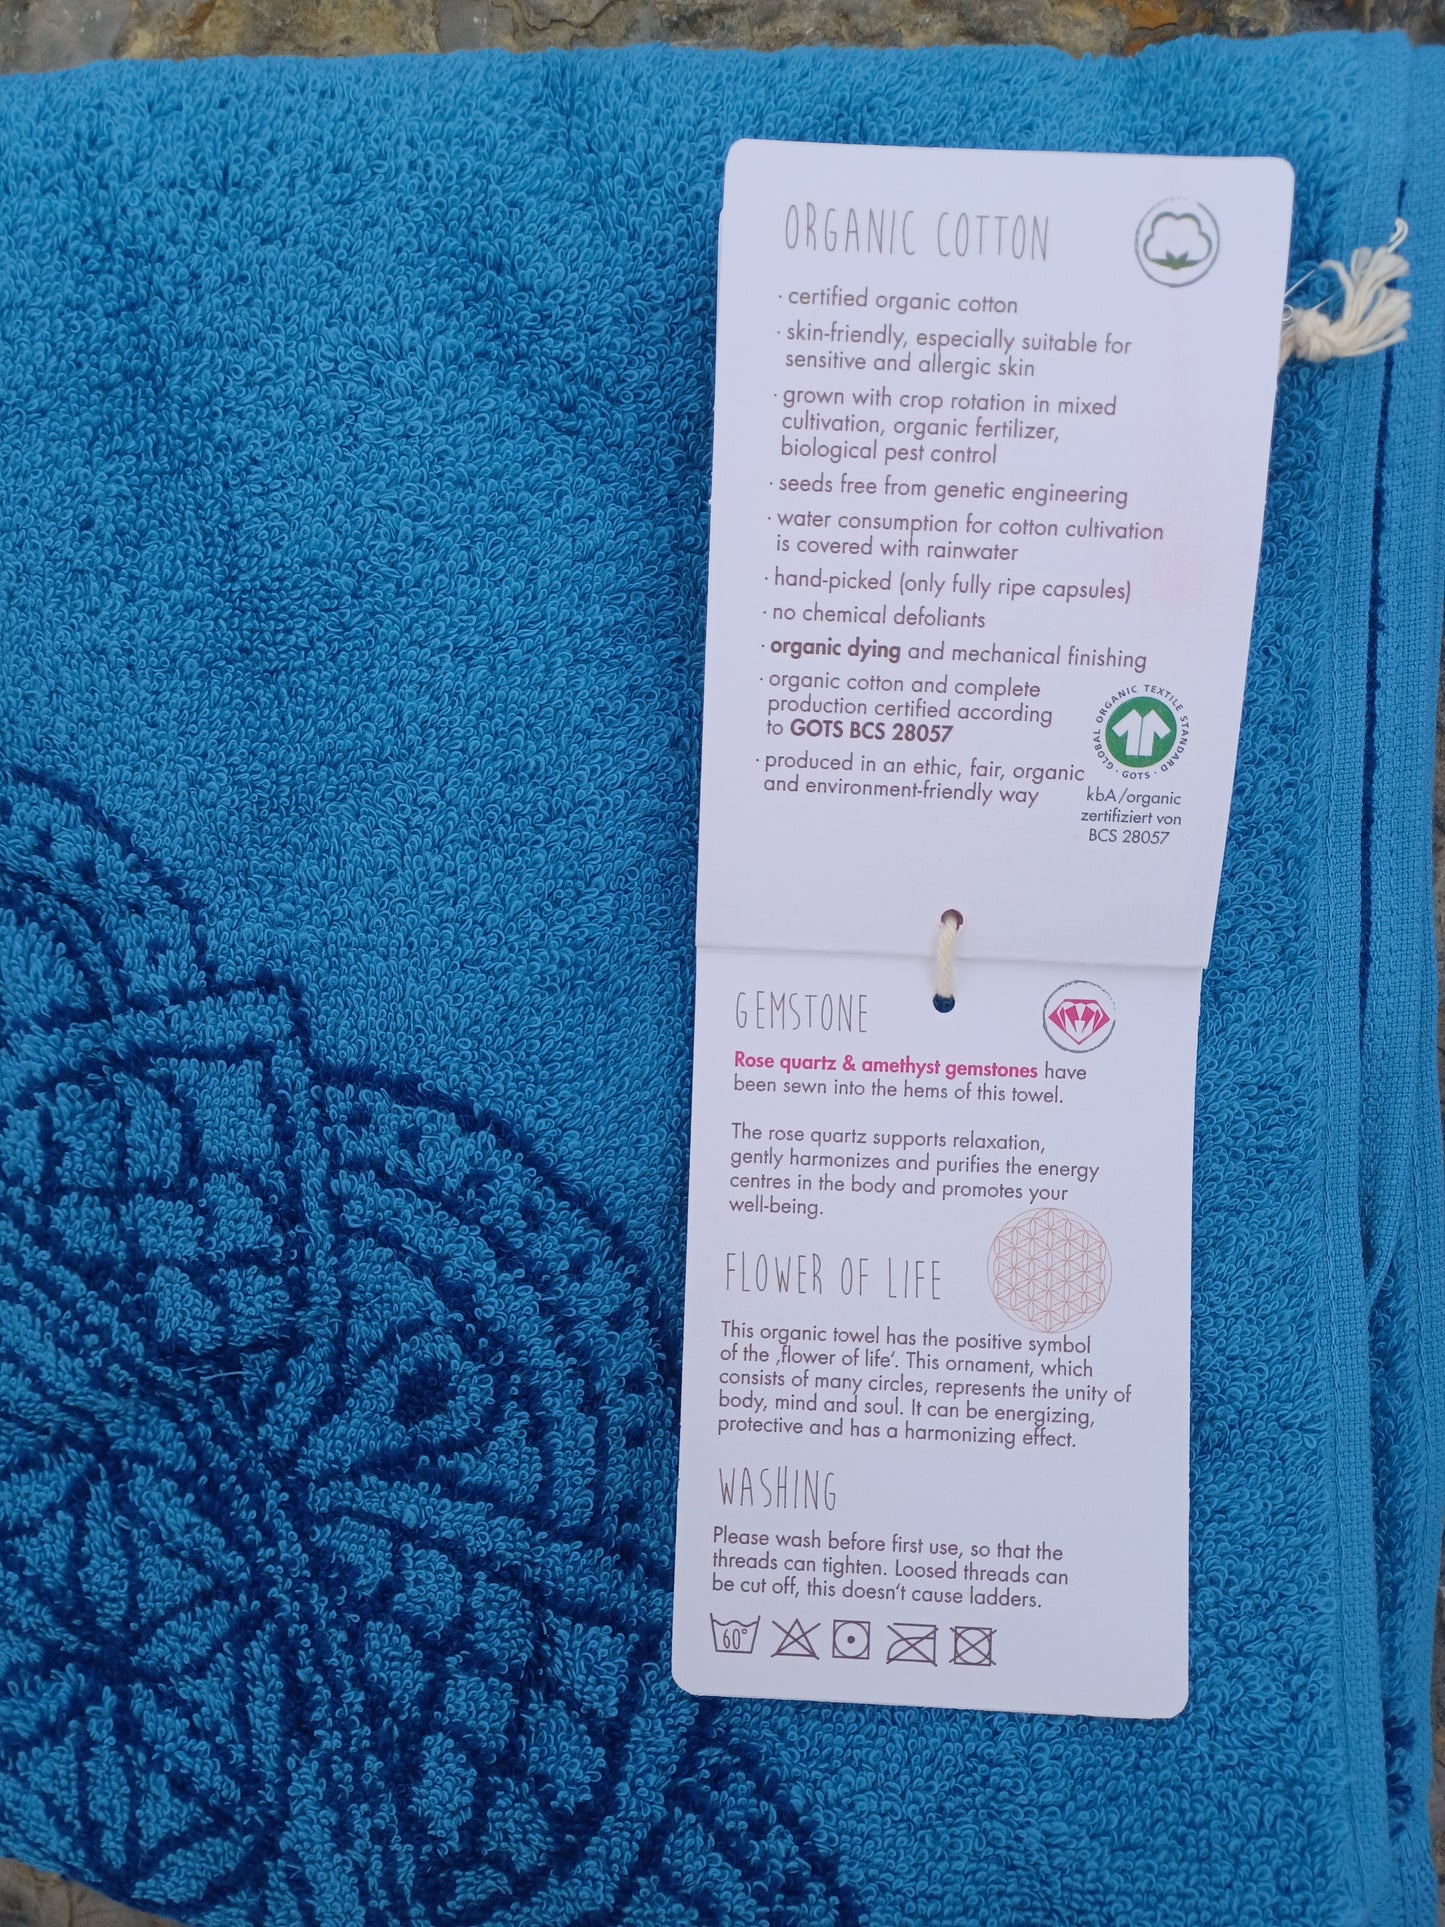 ORGANIC COTTON
· certified organic cotton
· skin-friendly, especially suitable for
sensitive and allergic skin
· grown with crop rotation in mixed
cultivation, organic fertilizer,
biological pest control
· seeds free from genetic engineering
· water consumption for cotton cultivation
is covered with rainwater
· hand-picked (only fully ripe capsules)
· no chemical defoliants
· organic dying and mechanical finishing
· organic cotton and complete
production certified according
to GOTS BCS 28057
· produced in an ethic, fair, organic
and environment-friendly way
GLOBAL ORGANIC TEXTILE STANDARD · GOTS ·
kbA/organic
zertifiziert von
BCS 28057
GEMSTONE
Rose quartz & amethyst gemstones have
been sewn into the hems of this towel.
The rose quartz supports relaxation,
gently harmonizes and purifies the energy
centres in the body and promotes your
well-being.
FLOWER OF LIFE
This organic towel has the positive symbol
of the ‚flower of life‘. This ornament, which
consists of many circles, represents the unity of
body, mind and soul. It can be energizing,
protective and has a harmonizing effect.
WASHING
Please wash before first use, so that the
threads can tighten. Loosed threads can
be cut off, this doesn't cause ladders.
60°